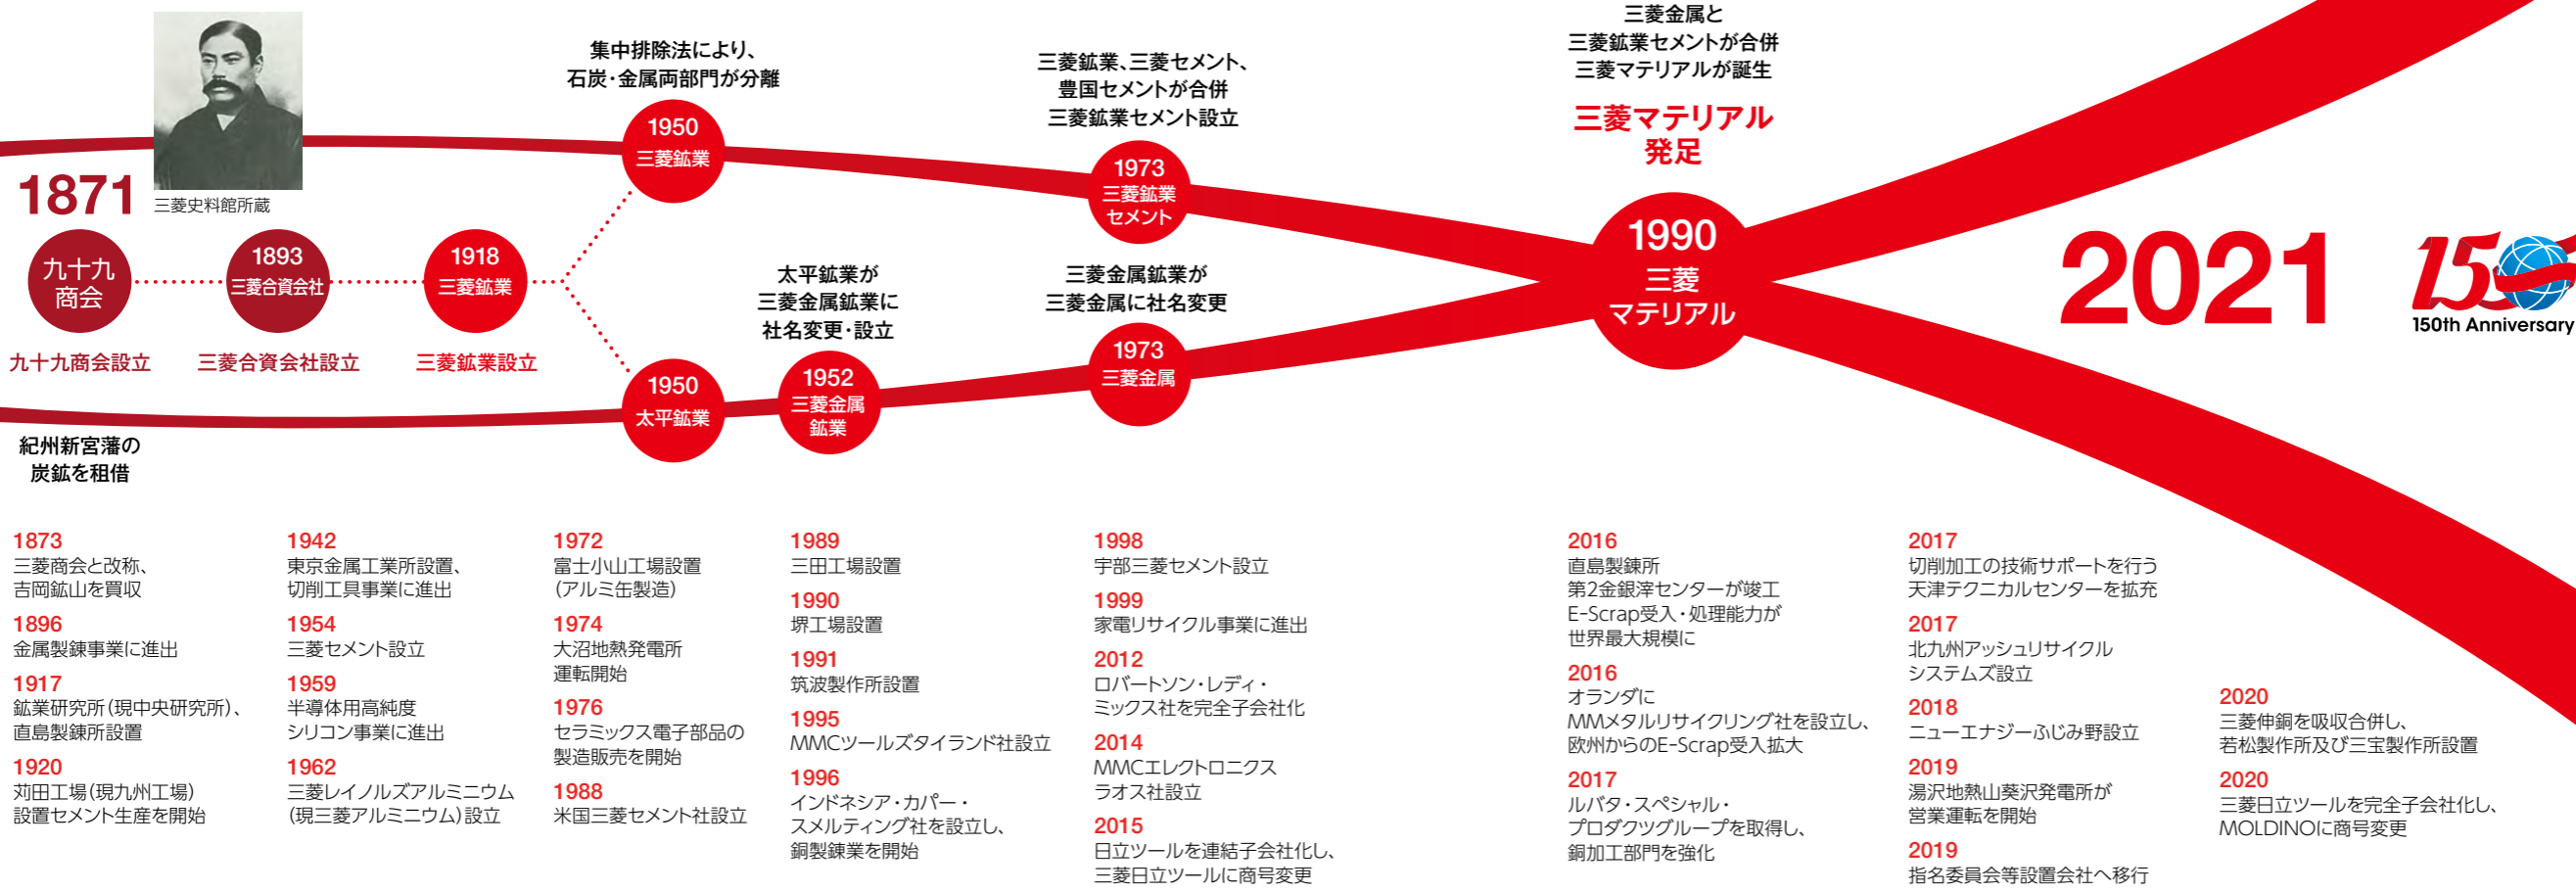 1871
三菱史料館所蔵
九十九
商会
九十九商会設立
紀州新宮藩の
炭鉱を租借
1893
三菱合資会社
三菱合資会社設立
1918
三菱鉱業
三菱鉱業設立
集中排除法により、
石炭・金属両部門が分離
1950
三菱鉱業
1950
太平鉱業
太平鉱業が
三菱金属鉱業に
社名変更・設立
1952
三菱金属
鉱業
三菱鉱業、三菱セメント、
豊国セメントが合併
三菱鉱業セメント設立
1973
三菱鉱業
セメント
三菱金属鉱業が
三菱金属に社名変更
1973
三菱金属
三菱金属と
三菱鉱業セメントが合併
三菱マテリアルが誕生
三菱マテリアル
発足
1990
三菱
マテリアル
2021
150
150th Anniversary
1873
三菱商会と改称、
吉岡鉱山を買収
1896
金属製錬事業に進出
1917
鉱業研究所(現中央研究所)、
直島製錬所設置
1920
苅田工場(現九州工場)
設置セメント生産を開始
1942
東京金属工業所設置、
切削工具事業に進出
1954
三菱セメント設立
1959
半導体用高純度
シリコン事業に進出
1962
三菱レイノルズアルミニウム
(現三菱アルミニウム)設立
1972
富士小山工場設置
(アルミ缶製造)
1974
大沼地熱発電所
運転開始
1976
セラミックス電子部品の
製造販売を開始
1988
米国三菱セメント社設立
1989
三田工場設置
1990
堺工場設置
1991
筑波製作所設置
1995
MMCツールズタイランド社設立
1996
インドネシア・カパー・
スメルティング社を設立し、
銅製錬業を開始
1998
宇部三菱セメント設立
1999
家電リサイクル事業に進出
2012
ロバートソン・レディ・
ミックス社を完全子会社化
2014
MMCエレクトロニクス
ラオス社設立
2015
日立ツールを連結子会社化し、
三菱日立ツールに商号変更
2016
直島製錬所
第2金銀滓センターが竣工
E-Scrap受入・処理能力が
世界最大規模に
2016
オランダに
MMメタルリサイクリング社を設立し、
欧州からのE-Scrap受入拡大
2017
ルバタ・スペシャル・
プロダクツグループを取得し、
銅加工部門を強化
2017
切削加工の技術サポートを行う
天津テクニカルセンターを拡充
2017
北九州アッシュリサイクル
システムズ設立
2018
ニューエナジーふじみ野設立
2019
湯沢地熱山葵沢発電所が
営業運転を開始
2019
指名委員会等設置会社へ移行
2020
三菱伸銅を吸収合併し、
若松製作所及び三宝製作所設置
2020
三菱日立ツールを完全子会社化し、
MOLDINOに商号変更